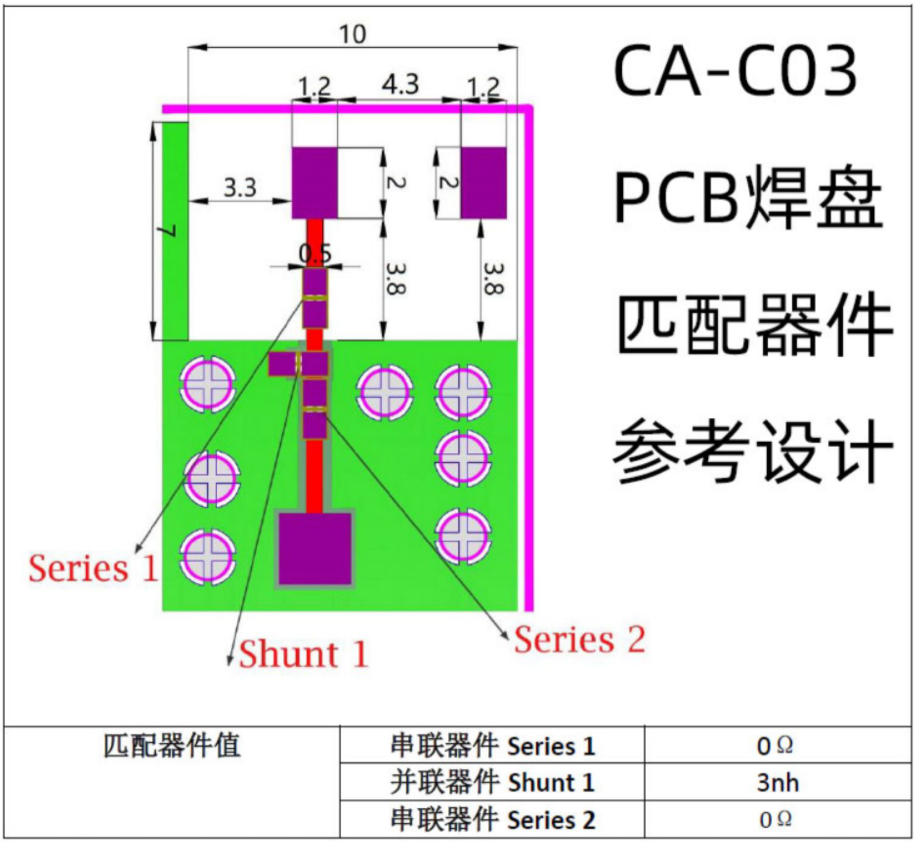 10
CA-C03
1.2 4.3 1.2
2 2
PCB焊盘
3.3
7
0.5
3.8 3.8
匹配器件
参考设计
Series 1
Shunt 1
Series 2
匹配器件值
串联器件 Series 1 0Ω
并联器件 Shunt 1 3nh
串联器件 Series 2 0Ω